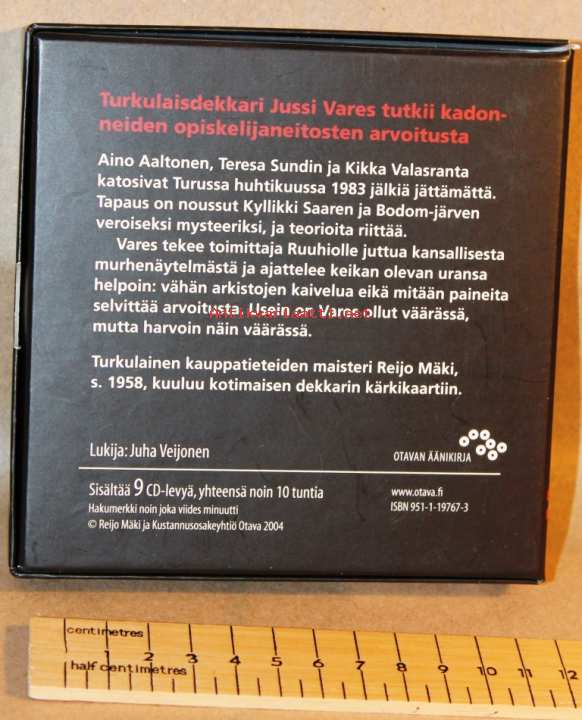 Turkulaisdekkari Jussi Vares tutkii kadon-
neiden opiskelijaneitosten arvoitusta
Aino Aaltonen, Teresa Sundin ja Kikka Valasranta
katosivat Turussa huhtikuussa 1983 jälkiä jättämättä.
Tapaus on noussut Kyllikki Saaren ja Bodom-järven
veroiseksi mysteeriksi, ja teorioita riittää.
Vares tekee toimittaja Ruuhiolle juttua kansallisesta
murhenäytelmästä ja ajattelee keikan olevan uransa
helpoin: vähän arkistojen kaivelua eikä mitään paineita
selvittää arvoitusta. Usein on Vares ollut väärässä,
mutta harvoin näin väärässä.
Turkulainen kauppatieteiden maisteri Reijo Mäki,
s. 1958, kuuluu kotimaisen dekkarin kärkikaartiin.
Lukija: Juha Veijonen
OTAVAN ÄÄNIKIRJA
Sisältää 9 CD-levyä, yhteensä noin 10 tuntia
Hakumerkki noin joka viides minuutti
© Reijo Mäki ja Kustannusosakeyhtiö Otava 2004
www.otava.fi
ISBN 951-1-19767-3
centimetres
1 2 3 4 5 6 7 8 9 10 11 12
half centimetres